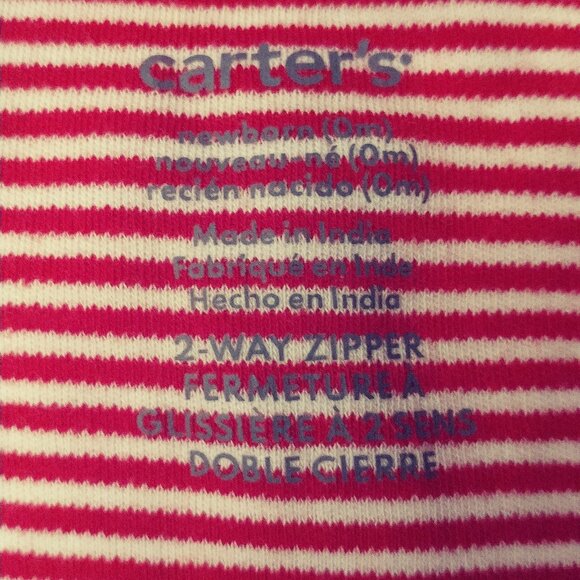 carter's
newborn (0m)
nouveau-né (0m)
recién nacido (0m)
Made in India
Fabriqué en Inde
Hecho en India
2-WAY ZIPPER
FERMETURE À
GLISSIÈRE À 2 SENS
DOBLE CIERRE